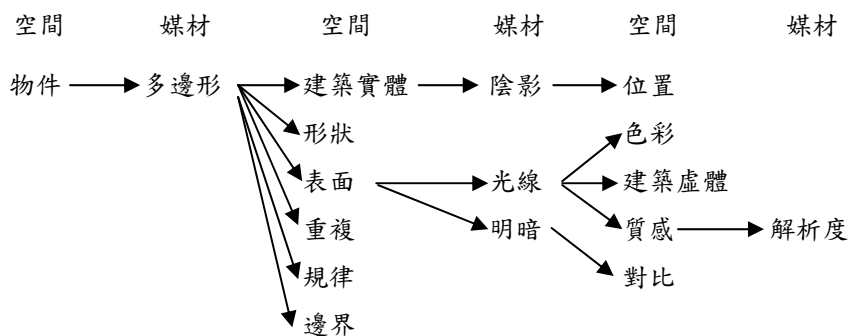 空間 媒材 空間 媒材 空間 媒材
物件 多邊形 建築實體 陰影 位置
形狀 色彩
表面 光線 建築虛體
重複 明暗 質感 解析度
規律 對比
邊界